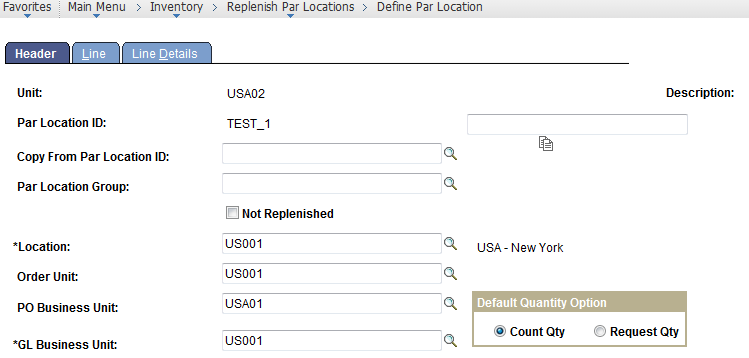 Favorites Main Menu > Inventory > Replenish Par Locations > Define Par Location
Header Line Line Details
Unit: USA02 Description:
Par Location ID: TEST_1
Copy From Par Location ID:
Par Location Group:
Not Replenished
*Location: US001 USA - New York
Order Unit: US001
PO Business Unit: USA01 Default Quantity Option
Count Qty Request Qty
*GL Business Unit: US001